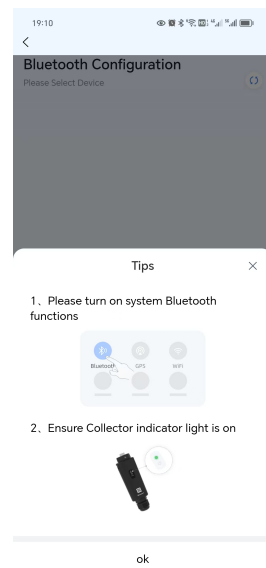 19:10
Bluetooth Configuration
Please Select Device
Tips
1、Please turn on system Bluetooth
functions
Bluetooth GPS WIFI
2、Ensure Collector indicator light is on
ok